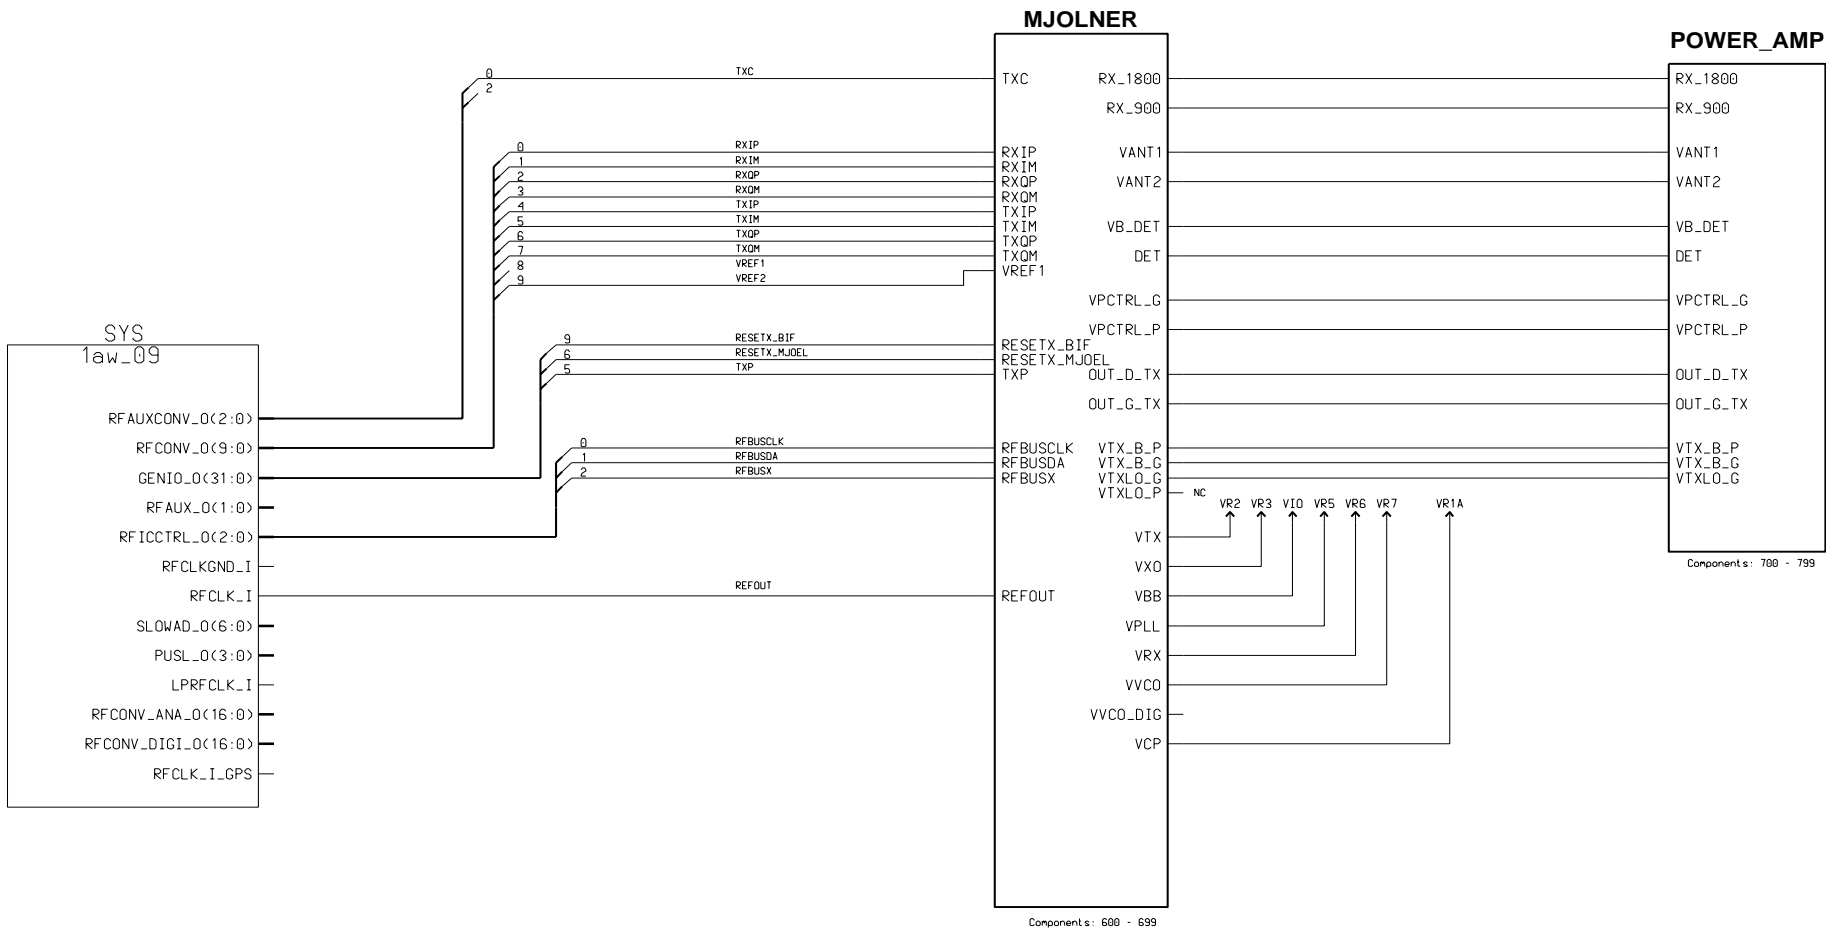 MJOLNER
POWER_AMP
0 TXC TXC RX_1800 RX_1800
2
RX_900 RX_900
0 RXIP RXIP VANT1 VANT1
1 RXIM RXIM
2 RXQP RXQP VANT2 VANT2
3 RXQM RXQM
4 TXIP TXIP
5 TXIM TXIM VB_DET VB_DET
6 TXQP TXQP
7 TXQM TXQM DET DET
8 VREF1 VREF1
9 VREF2
VPCTRL_G VPCTRL_G
VPCTRL_P VPCTRL_P
SYS
1aw_09
9 RESETX_BIF RESETX_BIF
6 RESETX_MJOEL RESETX_MJOEL
5 TXP TXP OUT_D_TX OUT_D_TX
OUT_G_TX OUT_G_TX
RFAUXCONV_O(2:0)
RFCONV_O(9:0) 0 RFBUSCLK RFBUSCLK VTX_B_P VTX_B_P
1 RFBUSDA RFBUSDA VTX_B_G VTX_B_G
GENIO_O(31:0) 2 RFBUSX RFBUSX VTXLO_G VTXLO_G
VTXLO_P NC
RFAUX_O(1:0) VR2 VR3 VIO VR5 VR6 VR7 VR1A
RFICCTRL_O(2:0) VTX
RFCLKGND_I VXO Components: 700 - 799
RFCLK_I REFOUT REFOUT VBB
SLOWAD_O(6:0) VPLL
PUSL_O(3:0) VRX
LPRFCLK_I VVCO
RFCONV_ANA_O(16:0) VVCO_DIG
RFCONV_DIGI_O(16:0) VCP
RFCLK_I_GPS
Components: 600 - 699